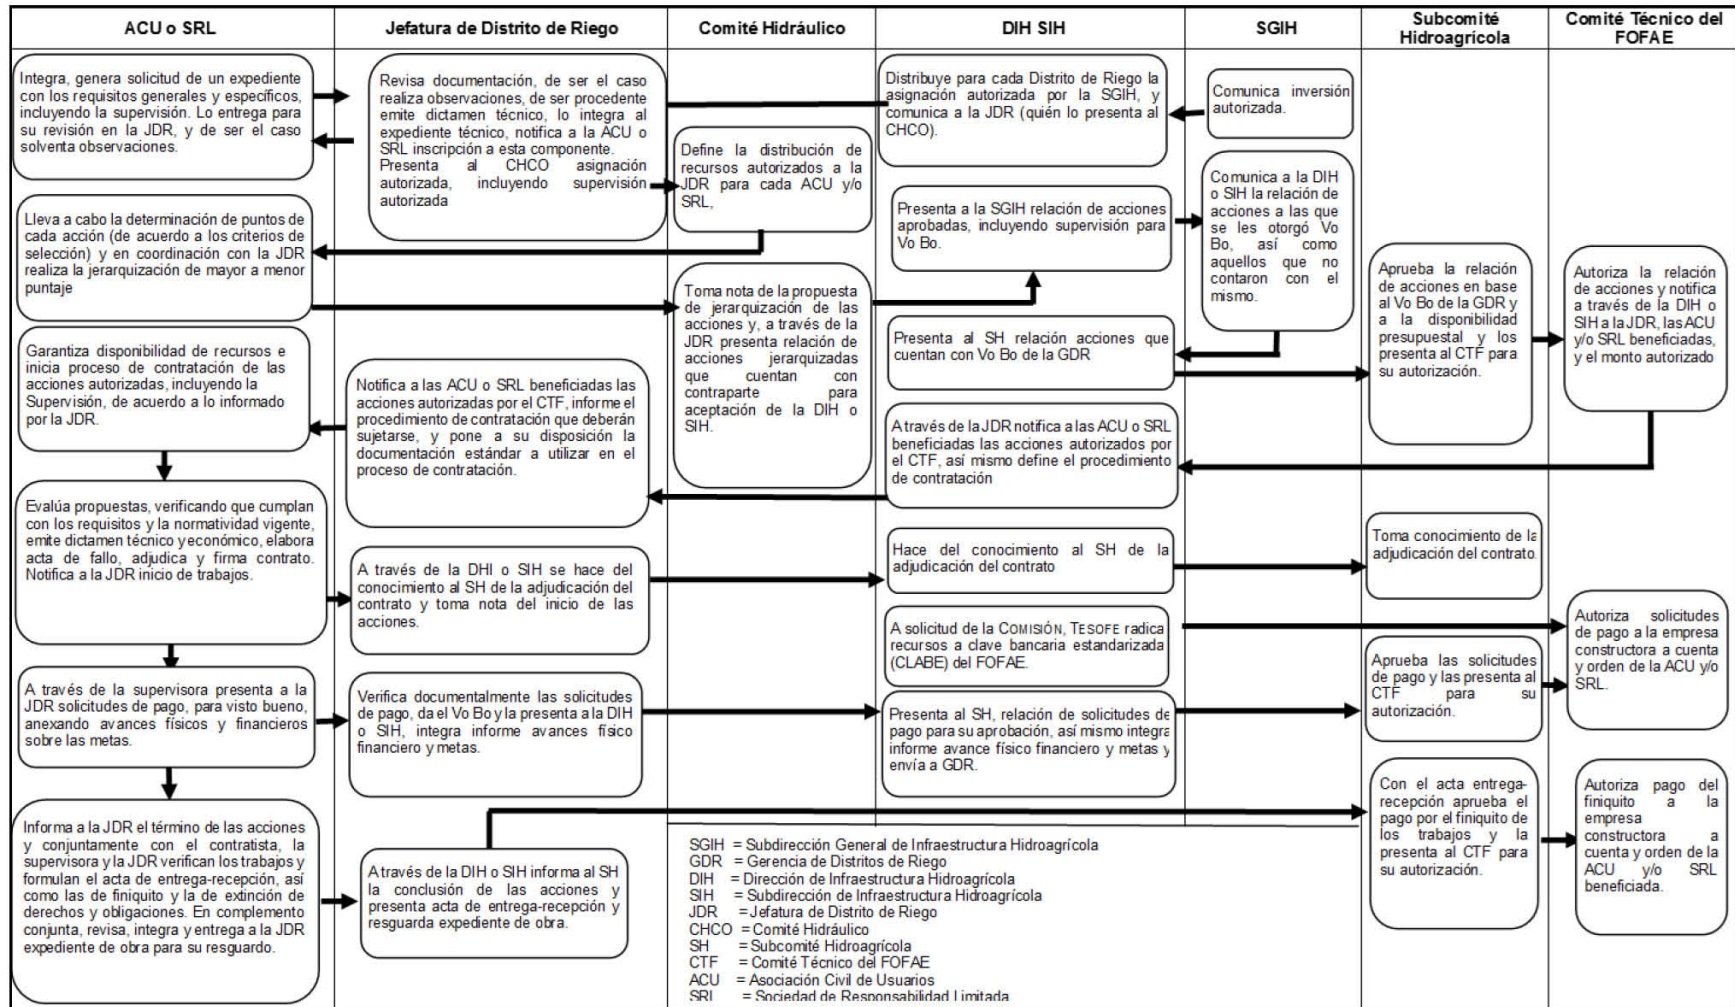 ACU o SRL
Jefatura de Distrito de Riego
Comité Hidráulico
DIH SIH
SGIH
Subcomité
Hidroagrícola
Comité Técnico del
FOFAE
Integra, genera solicitud de un expediente
con los requisitos generales y específicos,
incluyendo la supervisión. Lo entrega para
su revisión en la JDR, y de ser el caso
solventa observaciones.
Revisa documentación, de ser el caso
realiza observaciones, de ser procedente
emite dictamen técnico, lo integra al
expediente técnico, notifica a la ACU o
SRL inscripción a esta componente.
Presenta al CHCO asignación
autorizada, incluyendo supervisión
autorizada
Define la distribución de
recursos autorizados a la
JDR para cada ACU y/o
SRL,
Distribuye para cada Distrito de Riego la
asignación autorizada por la SGIH, y
comunica a la JDR (quién lo presenta al
CHCO).
Comunica inversión
autorizada.
Lleva a cabo la determinación de puntos de
cada acción (de acuerdo a los criterios de
selección) y en coordinación con la JDR
realiza la jerarquización de mayor a menor
puntaje
Toma nota de la propuesta
de jerarquización de las
acciones y, a través de la
JDR presenta relación de
acciones jerarquizadas
que cuentan con
contraparte para
aceptación de la DIH o
SIH.
Presenta a la SGIH relación de acciones
aprobadas, incluyendo supervisión para
Vo Bo.
Comunica a la DIH
o SIH la relación de
acciones a las que
se les otorgó Vo
Bo, así como
aquellos que no
contaron con el
mismo.
Presenta al SH relación acciones que
cuentan con Vo Bo de la GDR
Aprueba la relación
de acciones en base
al Vo Bo de la GDR y
a la disponibilidad
presupuestal y los
presenta al CTF para
su autorización.
Autoriza la relación
de acciones y notifica
a través de la DIH o
SIH a la JDR, las ACU
y/o SRL beneficiadas,
y el monto autorizado
Garantiza disponibilidad de recursos e
inicia proceso de contratación de las
acciones autorizadas, incluyendo la
Supervisión, de acuerdo a lo informado
por la JDR.
Notifica a las ACU o SRL beneficiadas las
acciones autorizadas por el CTF, informe el
procedimiento de contratación que deberán
sujetarse, y pone a su disposición la
documentación estándar a utilizar en el
proceso de contratación.
A través de la JDR notifica a las ACU o SRL
beneficiadas las acciones autorizados por
el CTF, así mismo define el procedimiento
de contratación
Evalúa propuestas, verificando que cumplan
con los requisitos y la normatividad vigente,
emite dictamen técnico y económico, elabora
acta de fallo, adjudica y firma contrato.
Notifica a la JDR inicio de trabajos.
A través de la DHI o SIH se hace del
conocimiento al SH de la adjudicación del
contrato y toma nota del inicio de las
acciones.
Hace del conocimiento al SH de la
adjudicación del contrato
Toma conocimiento de la
adjudicación del contrato.
A solicitud de la COMISIÓN, TESOFE radica
recursos a clave bancaria estandarizada
(CLABE) del FOFAE.
Autoriza solicitudes
de pago a la empresa
constructora a cuenta
y orden de la ACU y/o
SRL.
A través de la supervisora presenta a la
JDR solicitudes de pago, para visto bueno,
anexando avances físicos y financieros
sobre las metas.
Verifica documentalmente las solicitudes
de pago, da el Vo Bo y la presenta a la DIH
o SIH, integra informe avances físico
financiero y metas.
Presenta al SH, relación de solicitudes de
pago para su aprobación, así mismo integra
informe avance físico financiero y metas y
envía a GDR.
Aprueba las solicitudes
de pago y las presenta al
CTF para su
autorización.
Informa a la JDR el término de las acciones
y conjuntamente con el contratista, la
supervisora y la JDR verifican los trabajos y
formulan el acta de entrega-recepción, así
como las de finiquito y la de extinción de
derechos y obligaciones. En complemento
conjunta, revisa, integra y entrega a la JDR
expediente de obra para su resguardo.
A través de la DIH o SIH informa al SH
la conclusión de las acciones y
presenta acta de entrega-recepción y
resguarda expediente de obra.
Con el acta entrega-
recepción aprueba el
pago por el finiquito de
los trabajos y la
presenta al CTF para
su autorización.
Autoriza pago del
finiquito a la
empresa
constructora a
cuenta y orden de la
ACU y/o SRL
beneficiada.
SGIH = Subdirección General de Infraestructura Hidroagrícola
GDR = Gerencia de Distritos de Riego
DIH = Dirección de Infraestructura Hidroagrícola
SIH = Subdirección de Infraestructura Hidroagrícola
JDR = Jefatura de Distrito de Riego
CHCO = Comité Hidráulico
SH = Subcomité Hidroagrícola
CTF = Comité Técnico del FOFAE
ACU = Asociación Civil de Usuarios
SRL = Sociedad de Responsabilidad Limitada